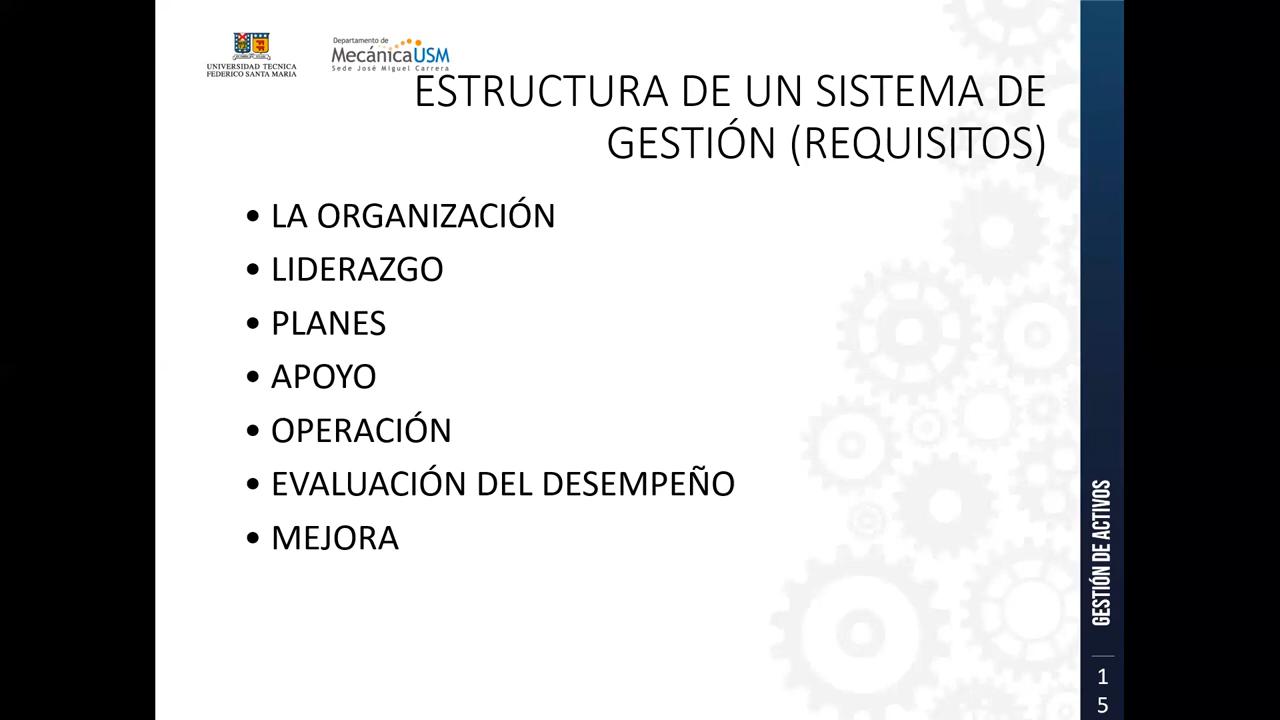 UNIVERSIDAD TECNICA
FEDERICO SANTA MARIA
Departamento de
MecánicaUSM
Sede José Miguel Carrera
ESTRUCTURA DE UN SISTEMA DE
GESTIÓN (REQUISITOS)
• LA ORGANIZACIÓN
• LIDERAZGO
• PLANES
• APOYO
• OPERACIÓN
• EVALUACIÓN DEL DESEMPEÑO
• MEJORA
GESTIÓN DE ACTIVOS
1
5